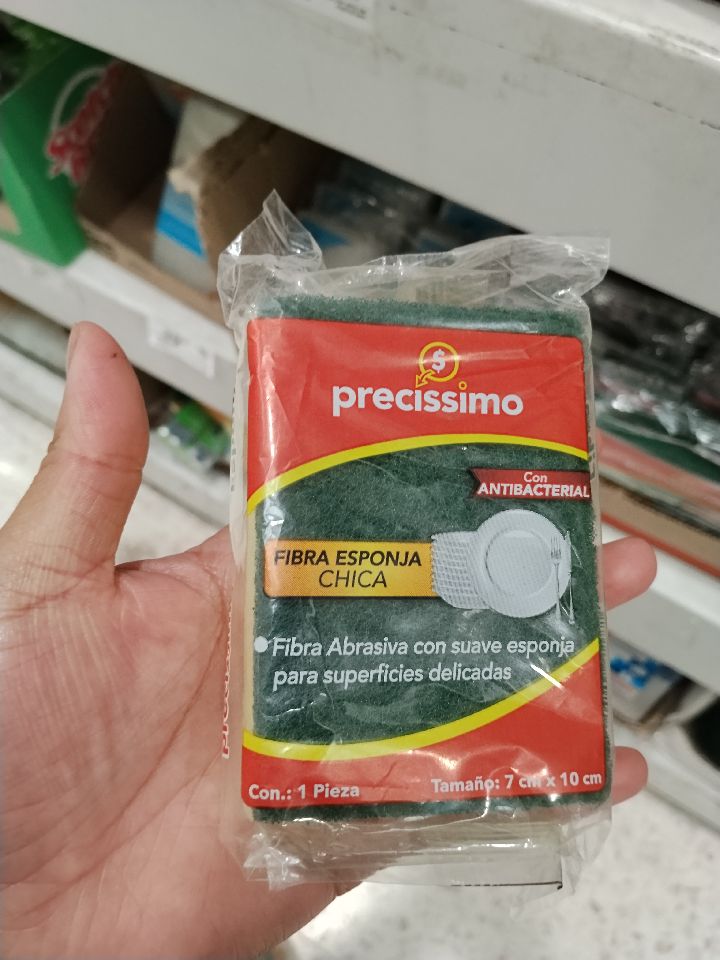 $
precissimo
Con
ANTIBACTERIAL
FIBRA ESPONJA
CHICA
Fibra Abrasiva con suave esponja
para superficies delicadas
Con.: 1 Pieza
Tamaño: 7 cm x 10 cm